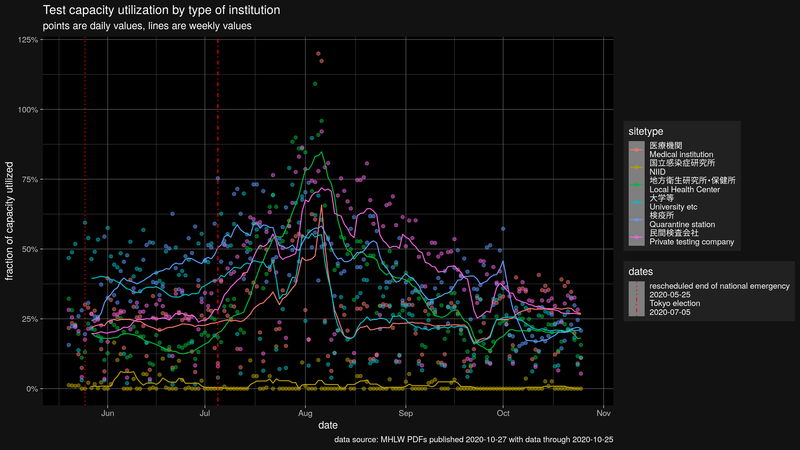 Test capacity utilization by type of institution
points are daily values, lines are weekly values
125%
100%
75%
50%
25%
0%
fraction of capacity utilized
Jun
Jul
Aug
Sep
Oct
Nov
date
sitetype
医療機関
Medical institution
国立感染症研究所
NIID
地方衛生研究所・保健所
Local Health Center
大学等
University etc
検疫所
Quarantine station
民間検査会社
Private testing company
dates
rescheduled end of national emergency
2020-05-25
Tokyo election
2020-07-05
data source: MHLW PDFs published 2020-10-27 with data through 2020-10-25